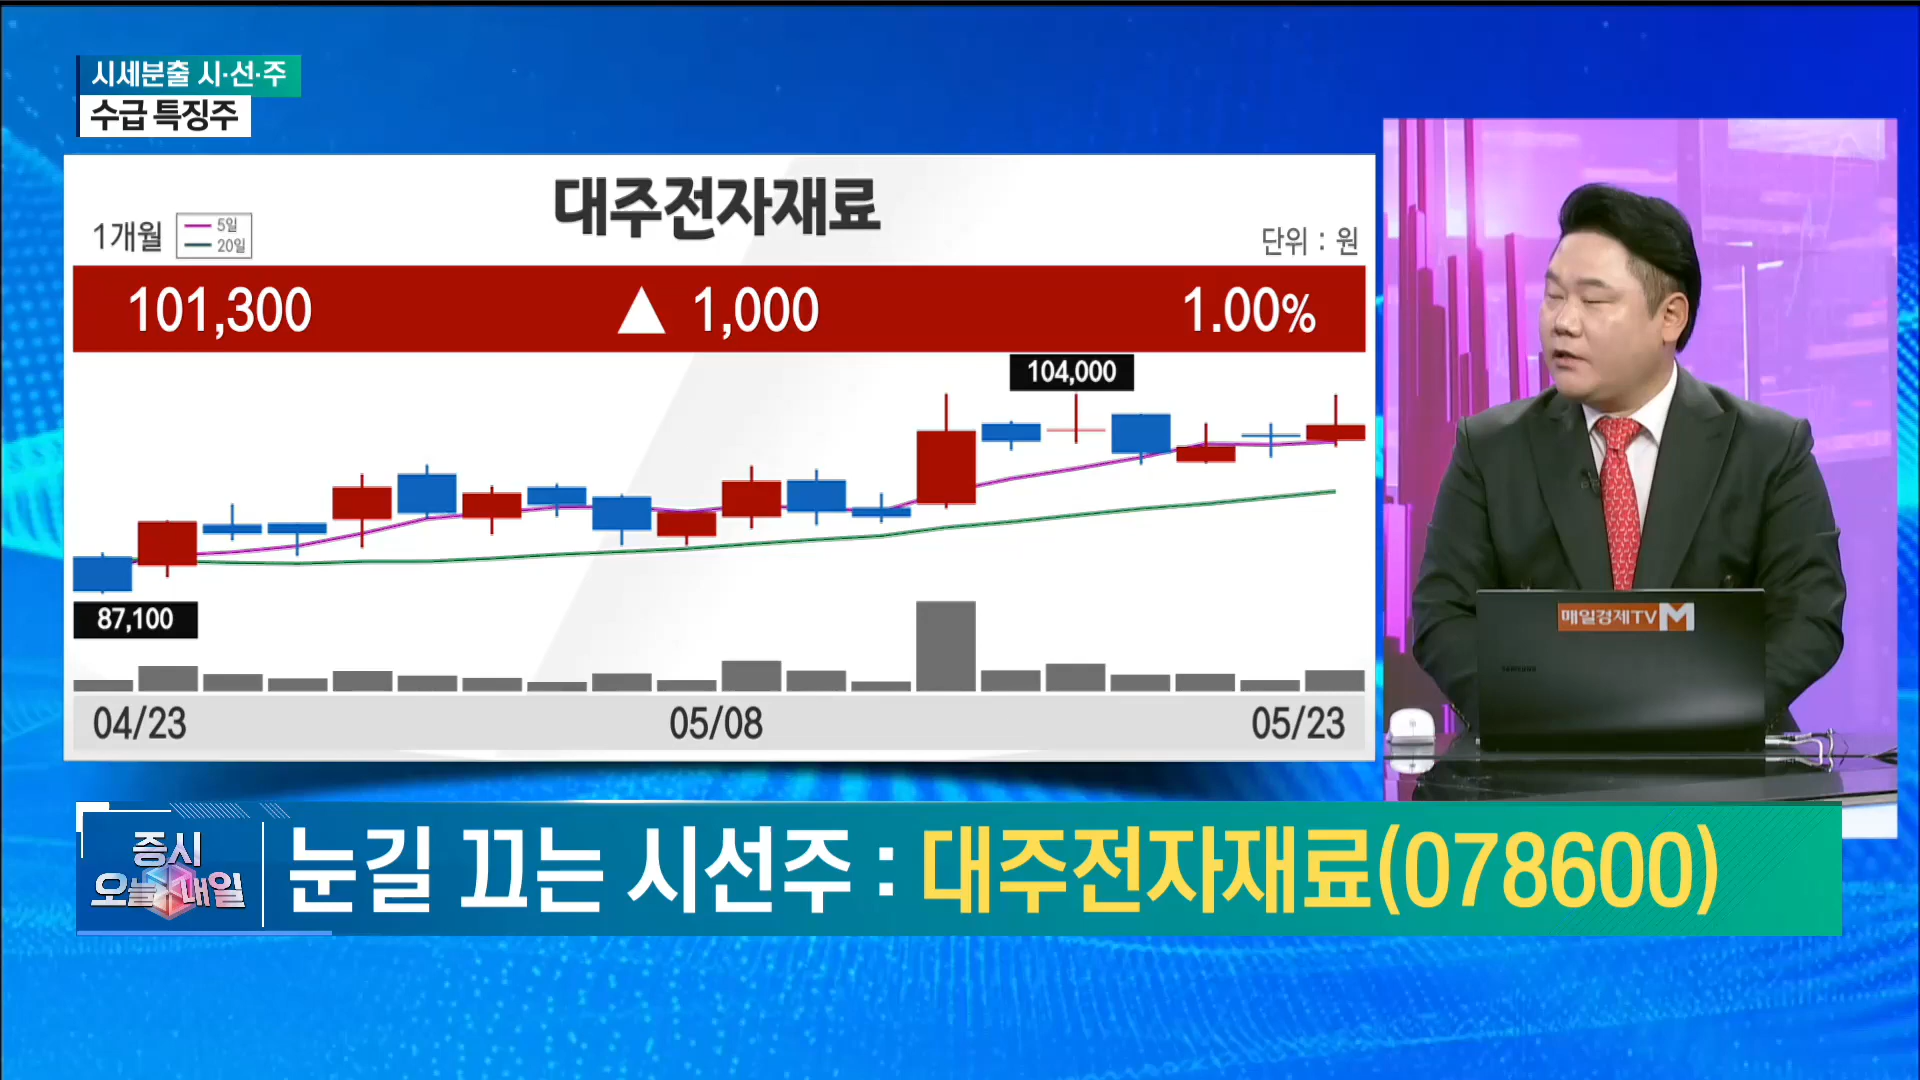 시세분출 시·선·주
수급 특징주
대주전자재료
1개월
5일
20일
단위 : 원
101,300 ▲ 1,000 1.00%
104,000
87,100
04/23 05/08 05/23
매일경제TV M
SAMSUNG
증시
오늘 매일
눈길 끄는 시선주 : 대주전자재료(078600)